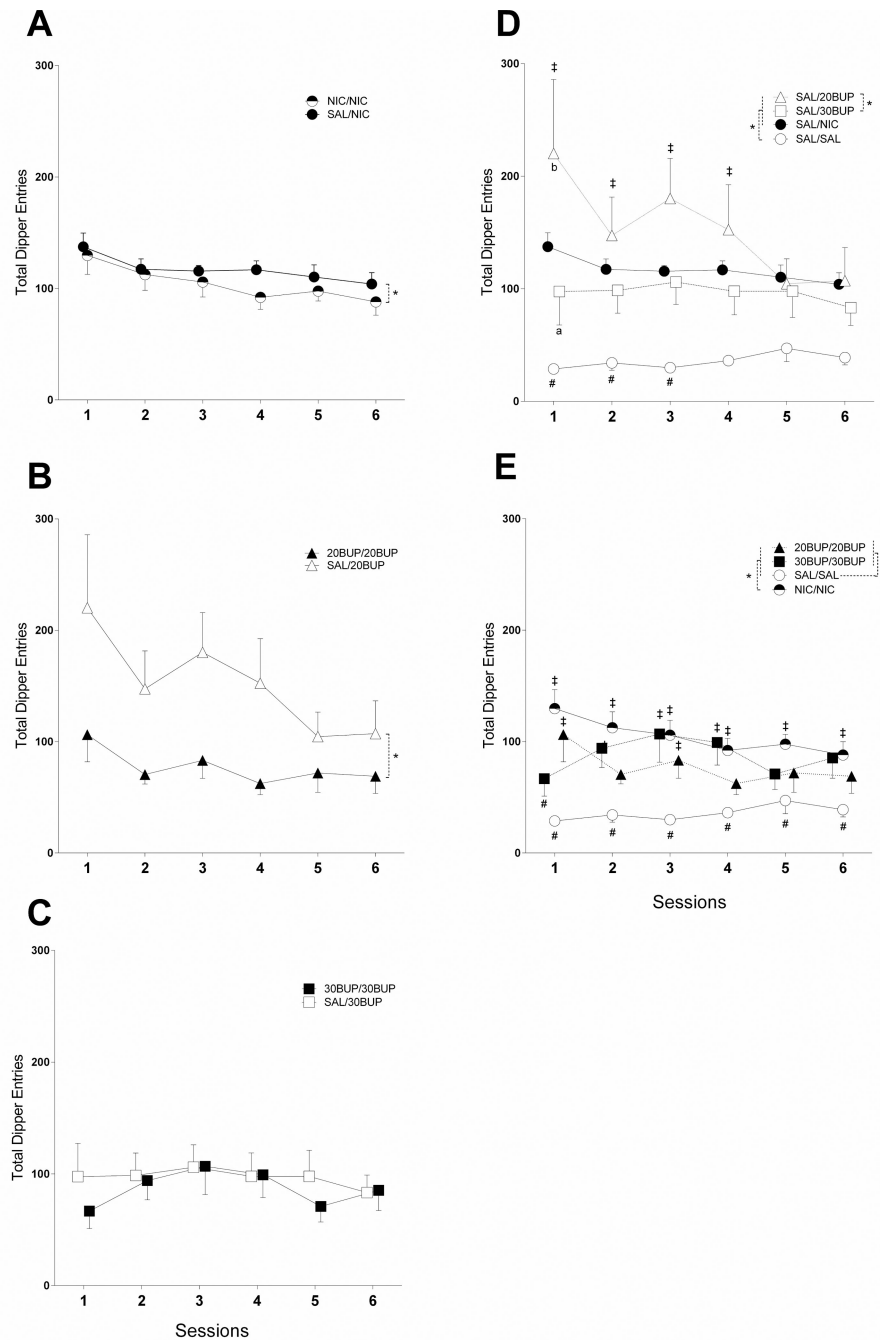 A
300
200
100
0
Total Dipper Entries
NIC/NIC
SAL/NIC
*
1 2 3 4 5 6
D
300
200
100
0
Total Dipper Entries
SAL/20BUP
SAL/30BUP
SAL/NIC
SAL/SAL
*
*
‡
‡
‡
‡
b
a
# # #
1 2 3 4 5 6
B
300
200
100
0
Total Dipper Entries
20BUP/20BUP
SAL/20BUP
*
1 2 3 4 5 6
E
300
200
100
0
Total Dipper Entries
20BUP/20BUP
30BUP/30BUP
SAL/SAL
NIC/NIC
*
‡ ‡ ‡ ‡ ‡ ‡
‡ ‡ ‡ ‡
#
# # # # # #
1 2 3 4 5 6
Sessions
C
300
200
100
0
Total Dipper Entries
30BUP/30BUP
SAL/30BUP
1 2 3 4 5 6
Sessions